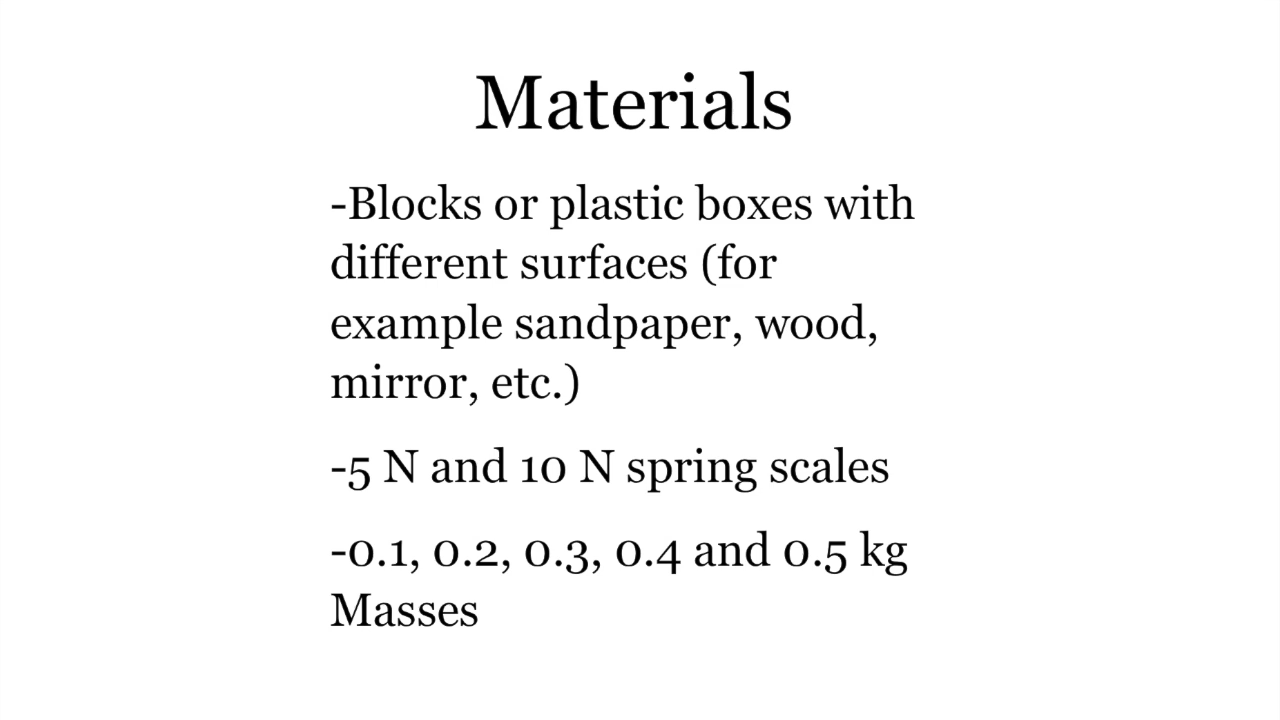 Materials
-Blocks or plastic boxes with
different surfaces (for
example sandpaper, wood,
mirror, etc.)
-5 N and 10 N spring scales
-0.1, 0.2, 0.3, 0.4 and 0.5 kg
Masses